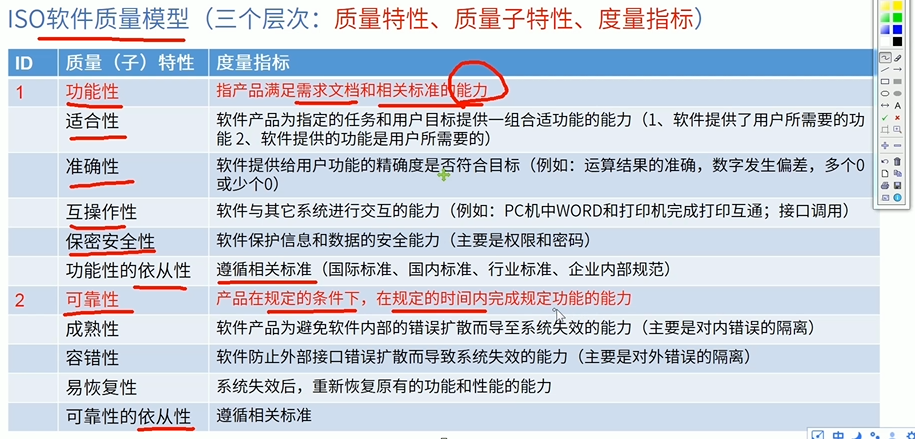 ISO软件质量模型（三个层次：质量特性、质量子特性、度量指标）
ID 质量（子）特性 度量指标
1 功能性 指产品满足需求文档和相关标准的能力
适合性 软件产品为指定的任务和用户目标提供一组合适功能的能力（1、软件提供了用户所需要的功
能 2、软件提供的功能是用户所需要的）
准确性 软件提供给用户功能的精确度是否符合目标（例如：运算结果的准确，数字发生偏差，多个0
或少个0）
互操作性 软件与其它系统进行交互的能力（例如：PC机中WORD和打印机完成打印互通；接口调用）
保密安全性 软件保护信息和数据的安全能力（主要是权限和密码）
功能性的依从性 遵循相关标准（国际标准、国内标准、行业标准、企业内部规范）
2 可靠性 产品在规定的条件下，在规定的时间内完成规定功能的能力
成熟性 软件产品为避免软件内部的错误扩散而导至系统失效的能力（主要是对内错误的隔离）
容错性 软件防止外部接口错误扩散而导致系统失效的能力（主要是对外错误的隔离）
易恢复性 系统失效后，重新恢复原有的功能和性能的能力
可靠性的依从性 遵循相关标准
A
中